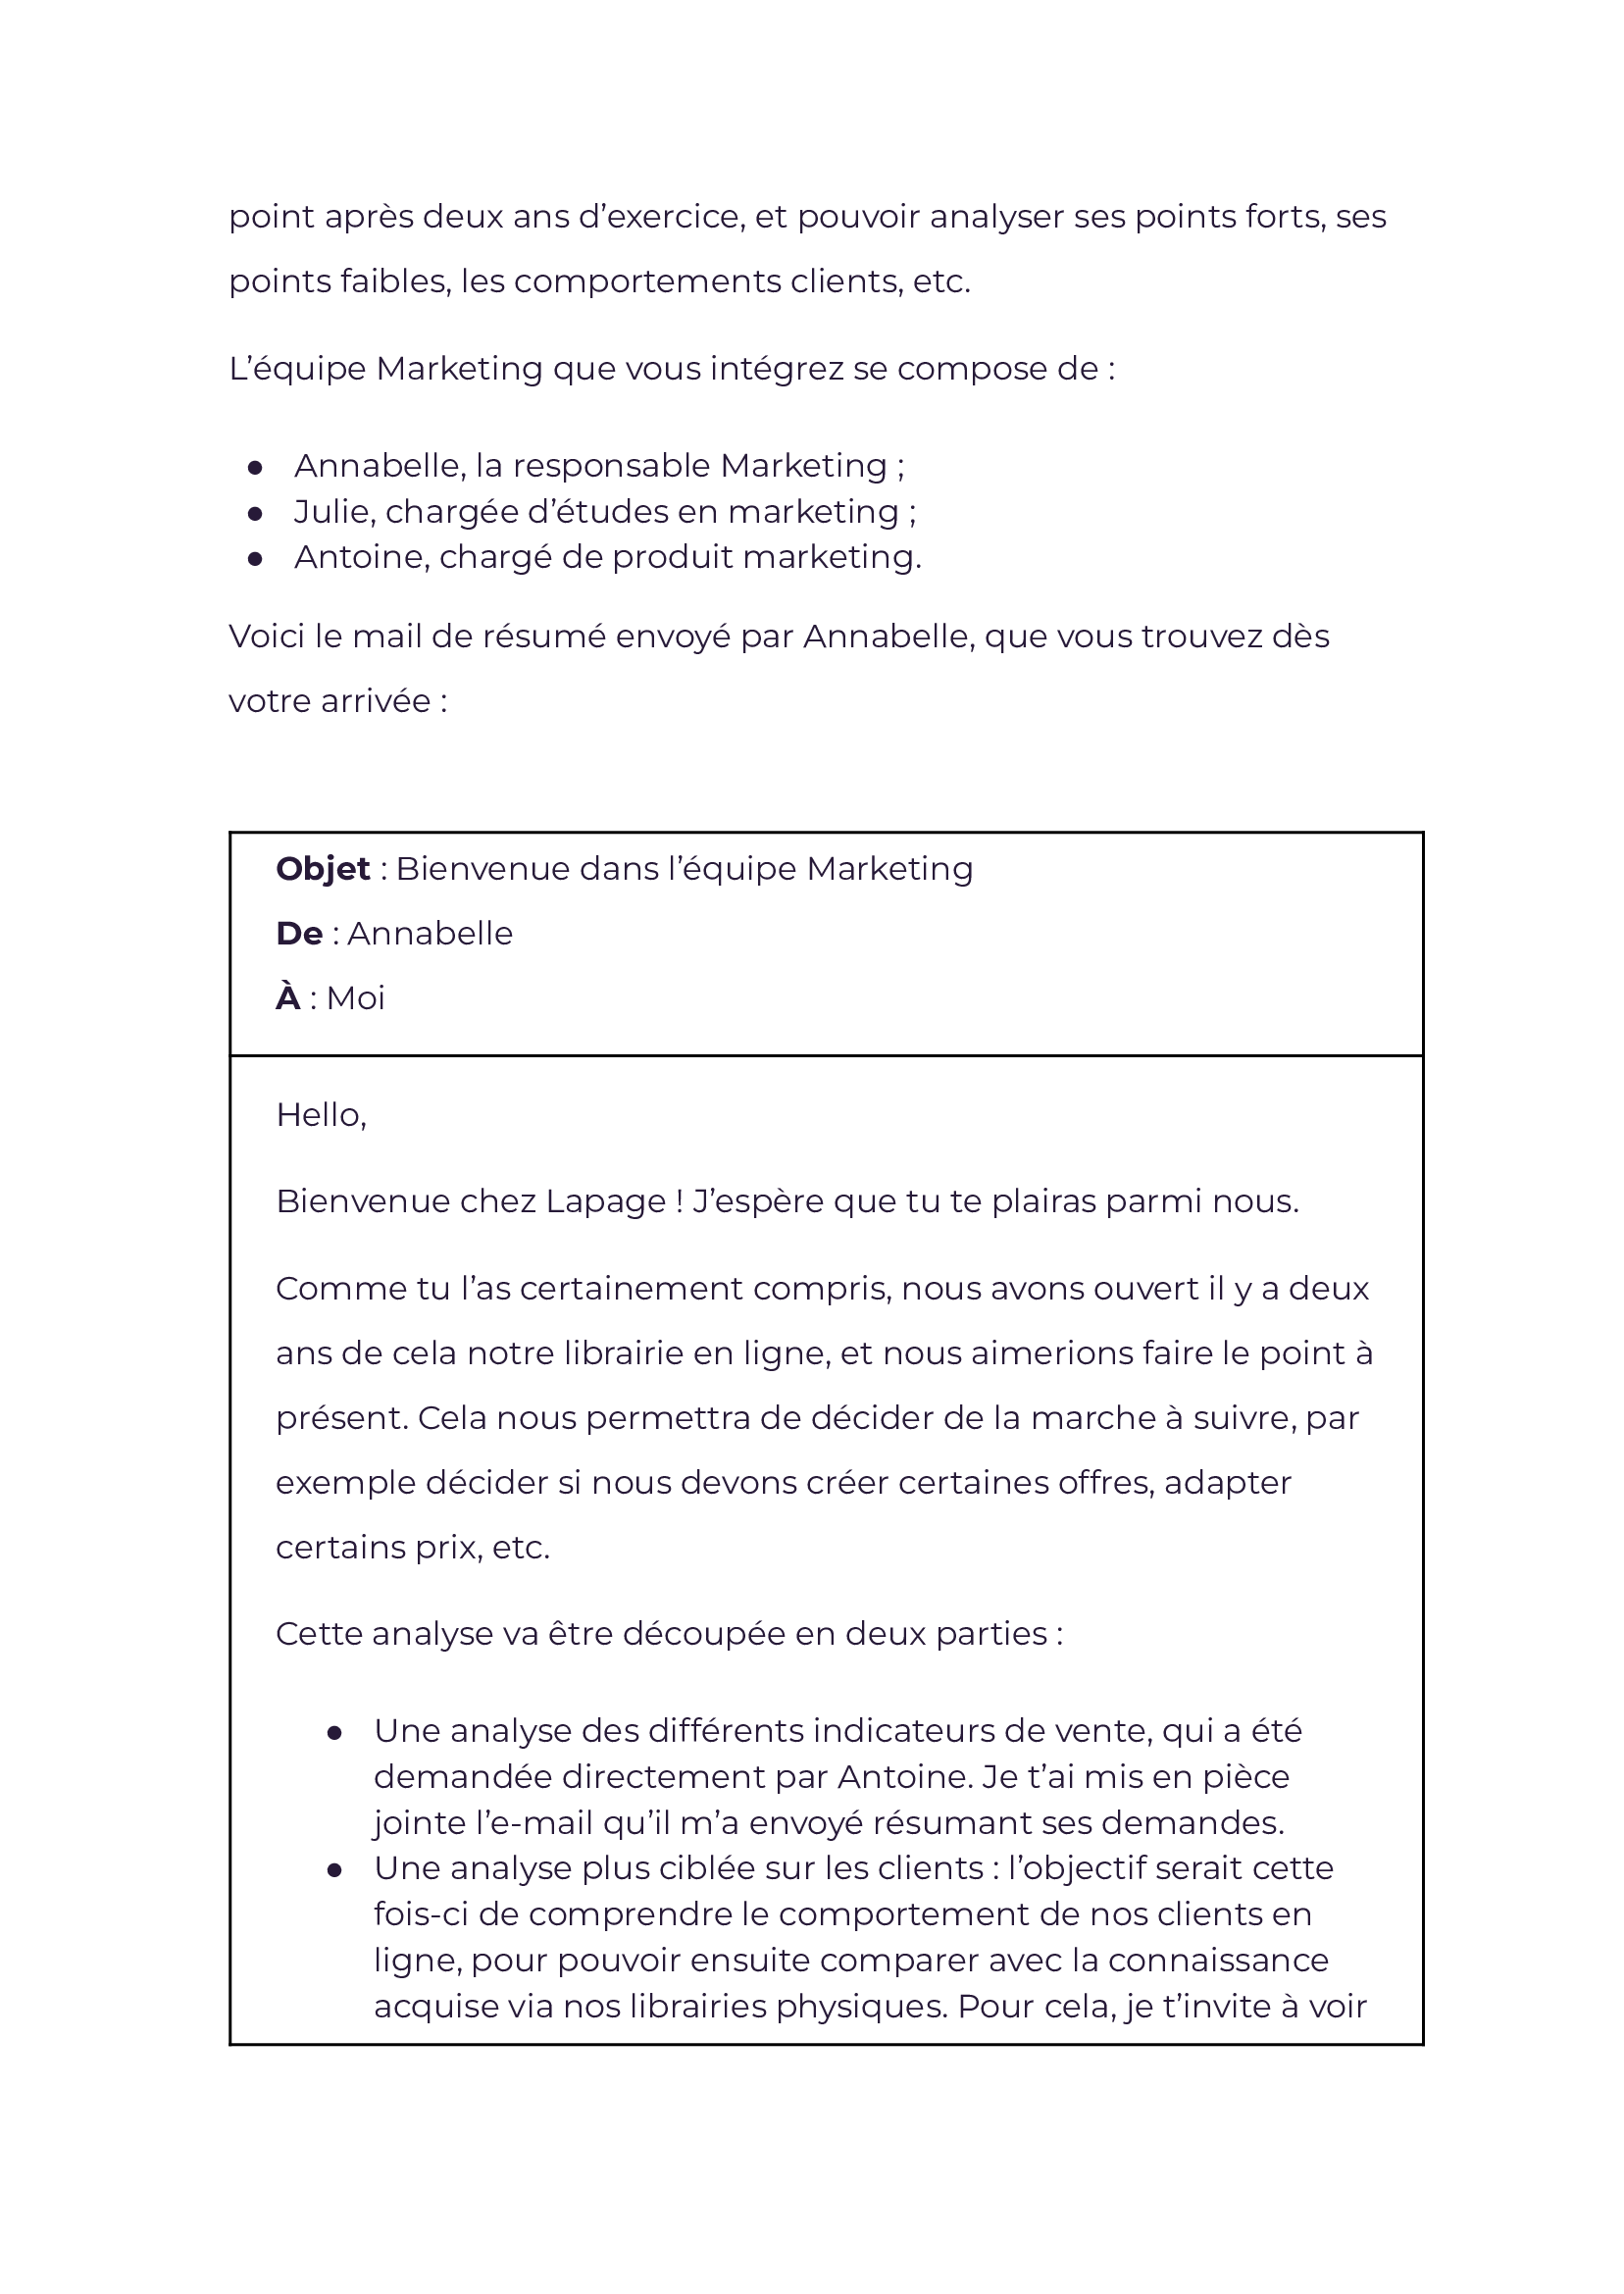 point après deux ans d’exercice, et pouvoir analyser ses points forts, ses
points faibles, les comportements clients, etc.
L’équipe Marketing que vous intégrez se compose de :
● Annabelle, la responsable Marketing ;
● Julie, chargée d’études en marketing ;
● Antoine, chargé de produit marketing.
Voici le mail de résumé envoyé par Annabelle, que vous trouvez dès
votre arrivée :
Objet : Bienvenue dans l’équipe Marketing
De : Annabelle
À : Moi
Hello,
Bienvenue chez Lapage ! J’espère que tu te plairas parmi nous.
Comme tu l’as certainement compris, nous avons ouvert il y a deux
ans de cela notre librairie en ligne, et nous aimerions faire le point à
présent. Cela nous permettra de décider de la marche à suivre, par
exemple décider si nous devons créer certaines offres, adapter
certains prix, etc.
Cette analyse va être découpée en deux parties :
● Une analyse des différents indicateurs de vente, qui a été
demandée directement par Antoine. Je t’ai mis en pièce
jointe l’e-mail qu’il m’a envoyé résumant ses demandes.
● Une analyse plus ciblée sur les clients : l’objectif serait cette
fois-ci de comprendre le comportement de nos clients en
ligne, pour pouvoir ensuite comparer avec la connaissance
acquise via nos librairies physiques. Pour cela, je t’invite à voir